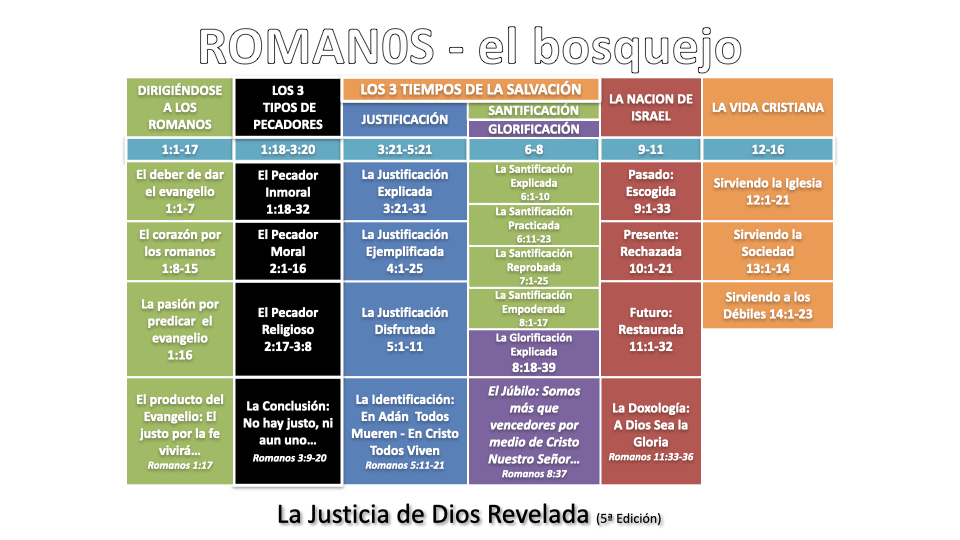 ROMAN0S - el bosquejo
DIRIGIÉNDOSE
A LOS
ROMANOS
LOS 3
TIPOS DE
PECADORES
LOS 3 TIEMPOS DE LA SALVACIÓN
JUSTIFICACIÓN
SANTIFICACIÓN
GLORIFICACIÓN
LA NACION DE
ISRAEL
LA VIDA CRISTIANA
1:1-17
1:18-3:20
3:21-5:21
6-8
9-11
12-16
El deber de dar
el evangelio
1:1-7
El corazón por
los romanos
1:8-15
La pasión por
predicar el
evangelio
1:16
El producto del
Evangelio: El
justo por la fe
vivirá...
Romanos 1:17
El Pecador
Inmoral
1:18-32
El Pecador
Moral
2:1-16
El Pecador
Religioso
2:17-3:8
La Conclusión:
No hay justo, ni
aun uno...
Romanos 3:9-20
La Justificación
Explicada
3:21-31
La Justificación
Ejemplificada
4:1-25
La Justificación
Disfrutada
5:1-11
La Identificación:
En Adán Todos
Mueren - En Cristo
Todos Viven
Romanos 5:11-21
La Santificación
Explicada
6:1-10
La Santificación
Practicada
6:11-23
La Santificación
Reprobada
7:1-25
La Santificación
Empoderada
8:1-17
La Glorificación
Explicada
8:18-39
El Júbilo: Somos
más que
vencedores por
medio de Cristo
Nuestro Señor...
Romanos 8:37
Pasado:
Escogida
9:1-33
Presente:
Rechazada
10:1-21
Futuro:
Restaurada
11:1-32
La Doxología:
A Dios Sea la
Gloria
Romanos 11:33-36
Sirviendo la Iglesia
12:1-21
Sirviendo la
Sociedad
13:1-14
Sirviendo a los
Débiles 14:1-23
La Justicia de Dios Revelada (5ª Edición)